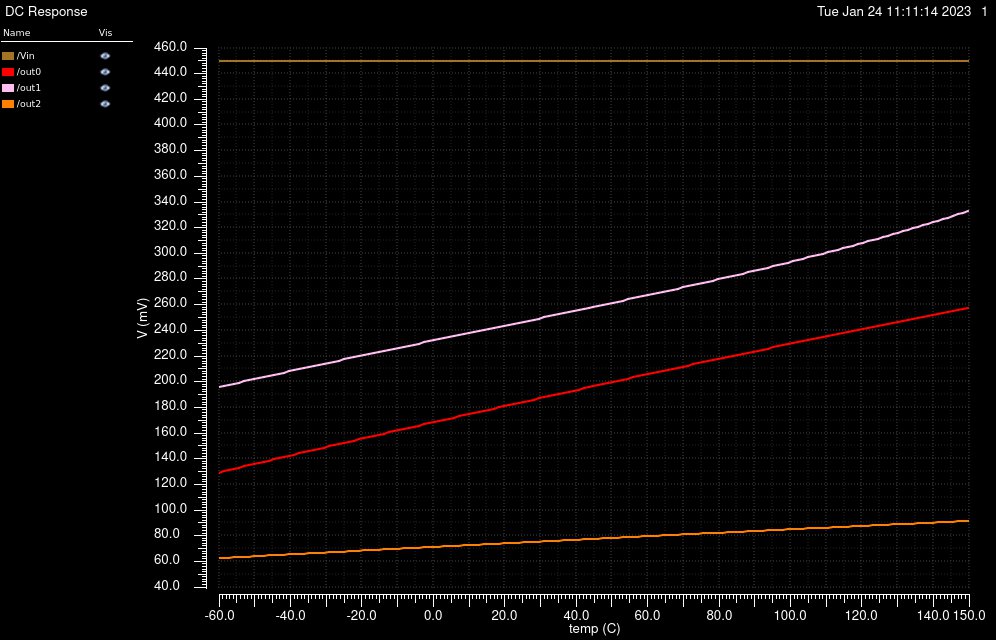 DC Response
Tue Jan 24 11:11:14 2023 1
Name Vis
/Vin
/out0
/out1
/out2
460.0
440.0
420.0
400.0
380.0
360.0
340.0
320.0
300.0
280.0
260.0
240.0
220.0
200.0
180.0
160.0
140.0
120.0
100.0
80.0
60.0
40.0
V (mV)
-60.0 -40.0 -20.0 0.0 20.0 40.0 60.0 80.0 100.0 120.0 140.0 150.0
temp (C)